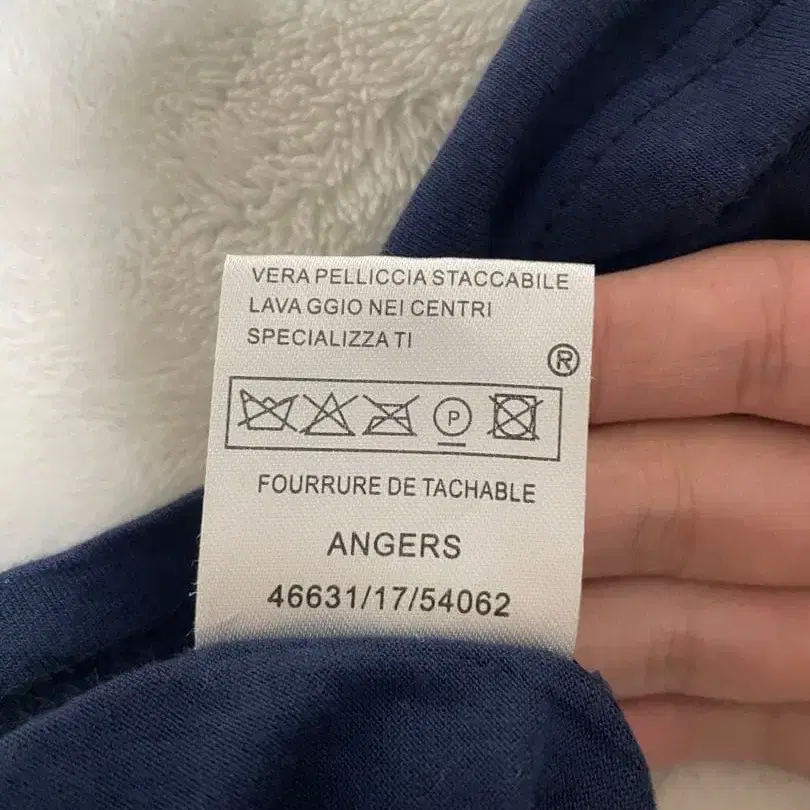 VERA PELLICCIA STACCABILE
LAVA GGIO NEI CENTRI
SPECIALIZZA TI
®
P
FOURRURE DE TACHABLE
ANGERS
46631/17/54062